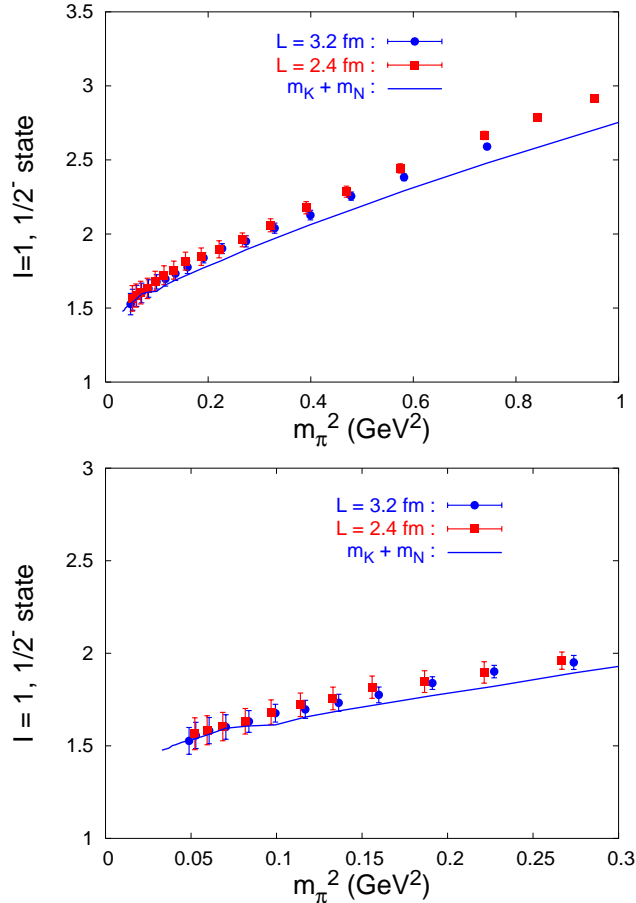 3.5
3
2.5
2
1.5
1
I=1, 1/2⁻ state
L = 3.2 fm :
L = 2.4 fm :
m_K + m_N :
0 0.2 0.4 0.6 0.8 1
m_π² (GeV²)
3
2.5
2
1.5
1
I = 1, 1/2⁻ state
L = 3.2 fm :
L = 2.4 fm :
m_K + m_N :
0 0.05 0.1 0.15 0.2 0.25 0.3
m_π² (GeV²)